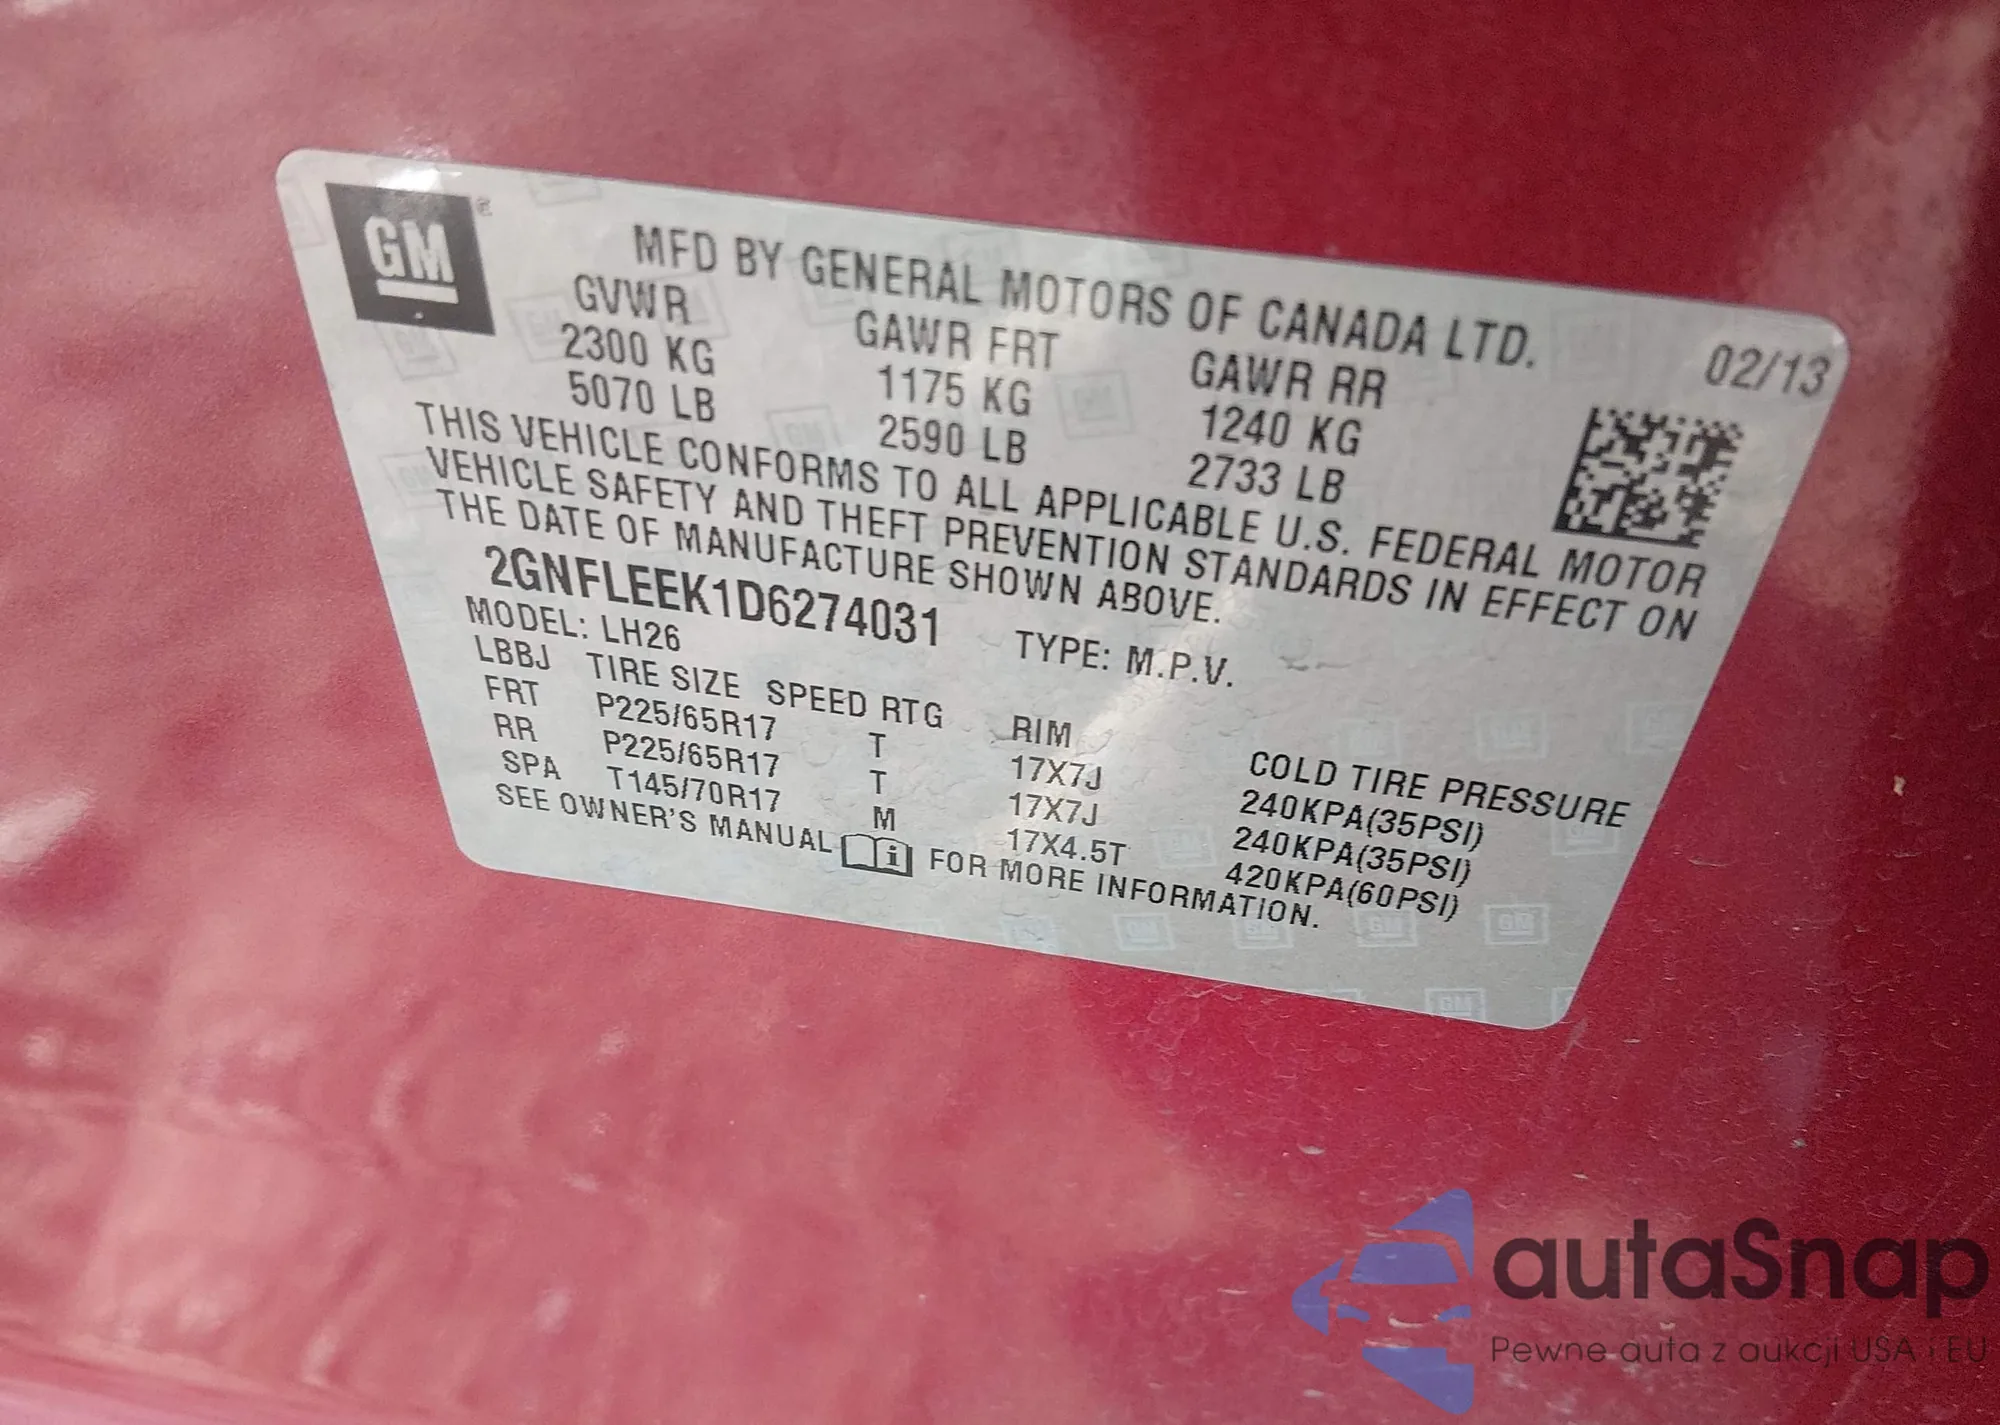 GM
MFD BY GENERAL MOTORS OF CANADA LTD.
02/13
GVWR GAWR FRT GAWR RR
2300 KG 1175 KG 1240 KG
5070 LB 2590 LB 2733 LB
THIS VEHICLE CONFORMS TO ALL APPLICABLE U.S. FEDERAL MOTOR
VEHICLE SAFETY AND THEFT PREVENTION STANDARDS IN EFFECT ON
THE DATE OF MANUFACTURE SHOWN ABOVE.
2GNFLEEK1D6274031 TYPE: M.P.V.
MODEL: LH26
LBBJ TIRE SIZE SPEED RTG RIM COLD TIRE PRESSURE
FRT P225/65R17 T 17X7J 240KPA(35PSI)
RR P225/65R17 T 17X7J 240KPA(35PSI)
SPA T145/70R17 M 17X4.5T 420KPA(60PSI)
SEE OWNER'S MANUAL i FOR MORE INFORMATION.
autaSnap
Pewne auta z aukcji USA i EU